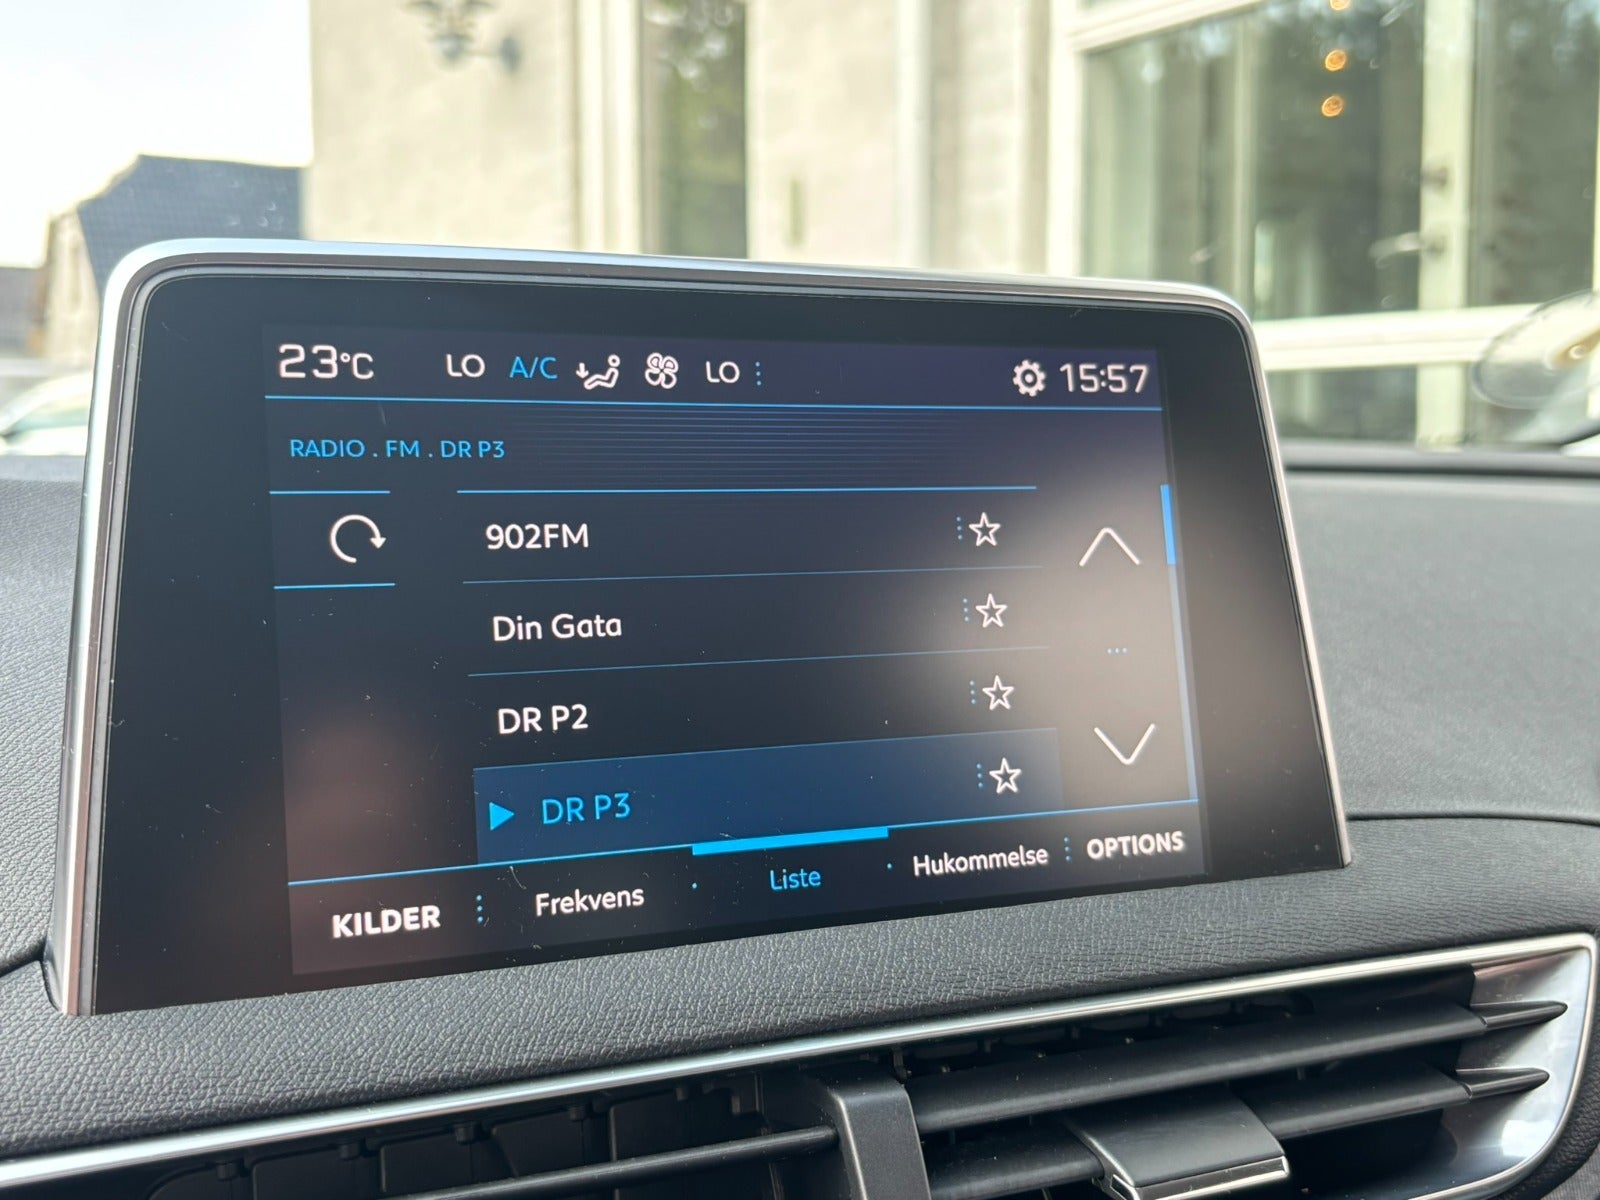 23°C LO A/C LO 15:57
RADIO . FM . DR P3
902FM
Din Gata
DR P2
DR P3
KILDER Frekvens Liste Hukommelse OPTIONS